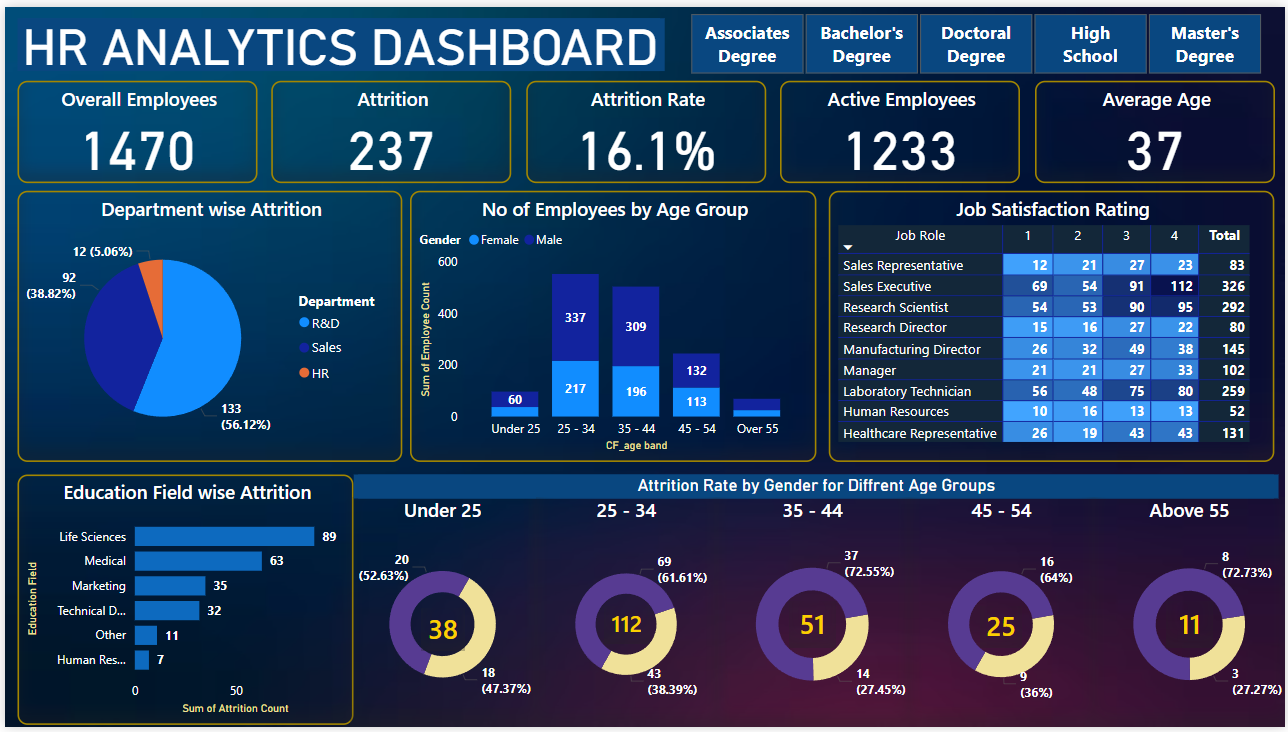 HR ANALYTICS DASHBOARD
Associates
Degree
Bachelor's
Degree
Doctoral
Degree
High
School
Master's
Degree
Overall Employees
1470
Attrition
237
Attrition Rate
16.1%
Active Employees
1233
Average Age
37
Department wise Attrition
12 (5.06%)
92
(38.82%)
133
(56.12%)
Department
R&D
Sales
HR
No of Employees by Age Group
Gender Female Male
Sum of Employee Count
600
400
200
0
60
337
217
309
196
132
113
Under 25 25 - 34 35 - 44 45 - 54 Over 55
CF_age band
Job Satisfaction Rating
Job Role 1 2 3 4 Total
Sales Representative 12 21 27 23 83
Sales Executive 69 54 91 112 326
Research Scientist 54 53 90 95 292
Research Director 15 16 27 22 80
Manufacturing Director 26 32 49 38 145
Manager 21 21 27 33 102
Laboratory Technician 56 48 75 80 259
Human Resources 10 16 13 13 52
Healthcare Representative 26 19 43 43 131
Education Field wise Attrition
Education Field
Life Sciences 89
Medical 63
Marketing 35
Technical D... 32
Other 11
Human Res... 7
0 50
Sum of Attrition Count
Attrition Rate by Gender for Diffrent Age Groups
Under 25
20
(52.63%)
38
18
(47.37%)
25 - 34
69
(61.61%)
112
43
(38.39%)
35 - 44
37
(72.55%)
51
14
(27.45%)
45 - 54
16
(64%)
25
9
(36%)
Above 55
8
(72.73%)
11
3
(27.27%)